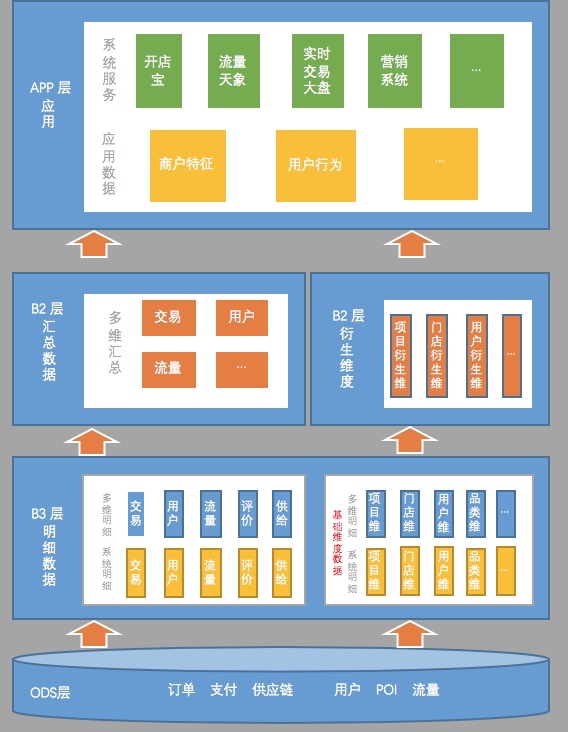 APP 层
应
用
系统服务
开店
宝
流量
天象
实时
交易
大盘
营销
系统
...
应用数据
商户特征
用户行为
...
B2 层
汇总数据
多维汇总
交易
用户
流量
...
B2 层
衍生维度
项目衍生维
门店衍生维
用户衍生维
...
B3 层
明细数据
多维明细
交易
用户
流量
评价
供给
系统明细
交易
用户
流量
评价
供给
基础维度数据
多维明细
项目维
门店维
用户维
品类维
...
系统明细
项目维
门店维
用户维
品类维
...
ODS层
订单 支付 供应链 用户 POI 流量